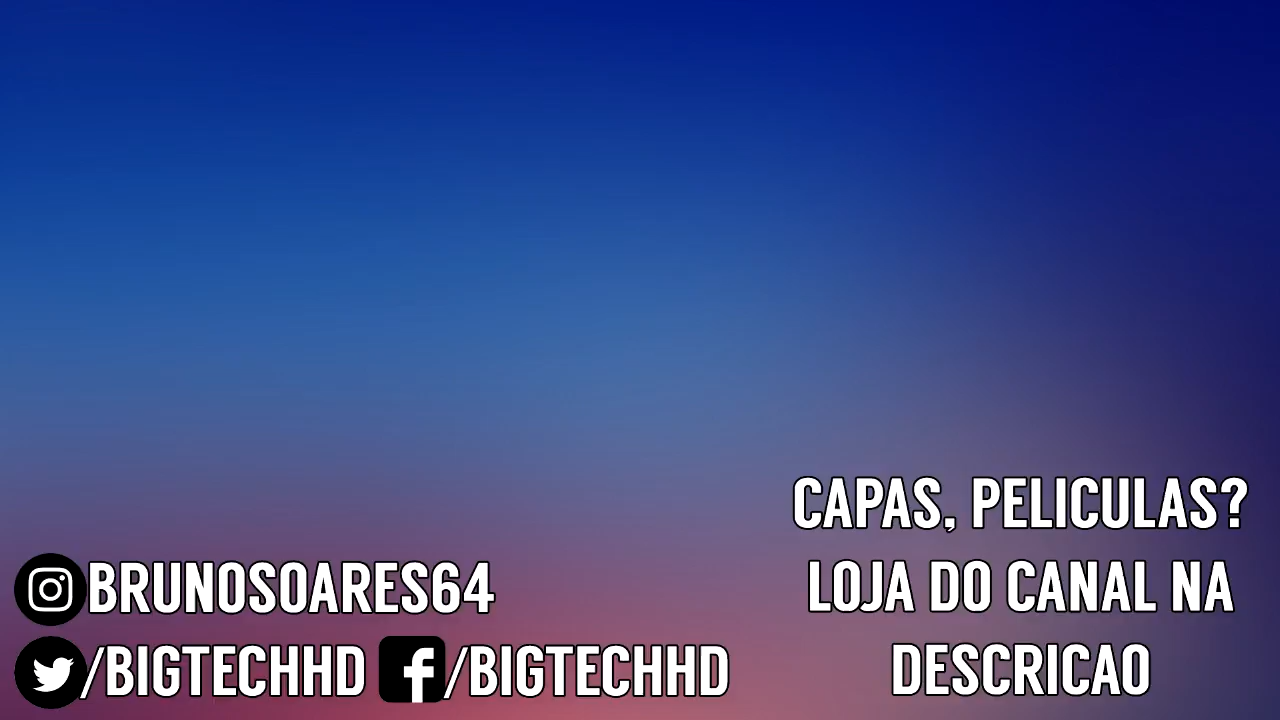 CAPAS, PELICULAS?
LOJA DO CANAL NA
DESCRICAO
BRUNOSOARES64
/BIGTECHHD /BIGTECHHD